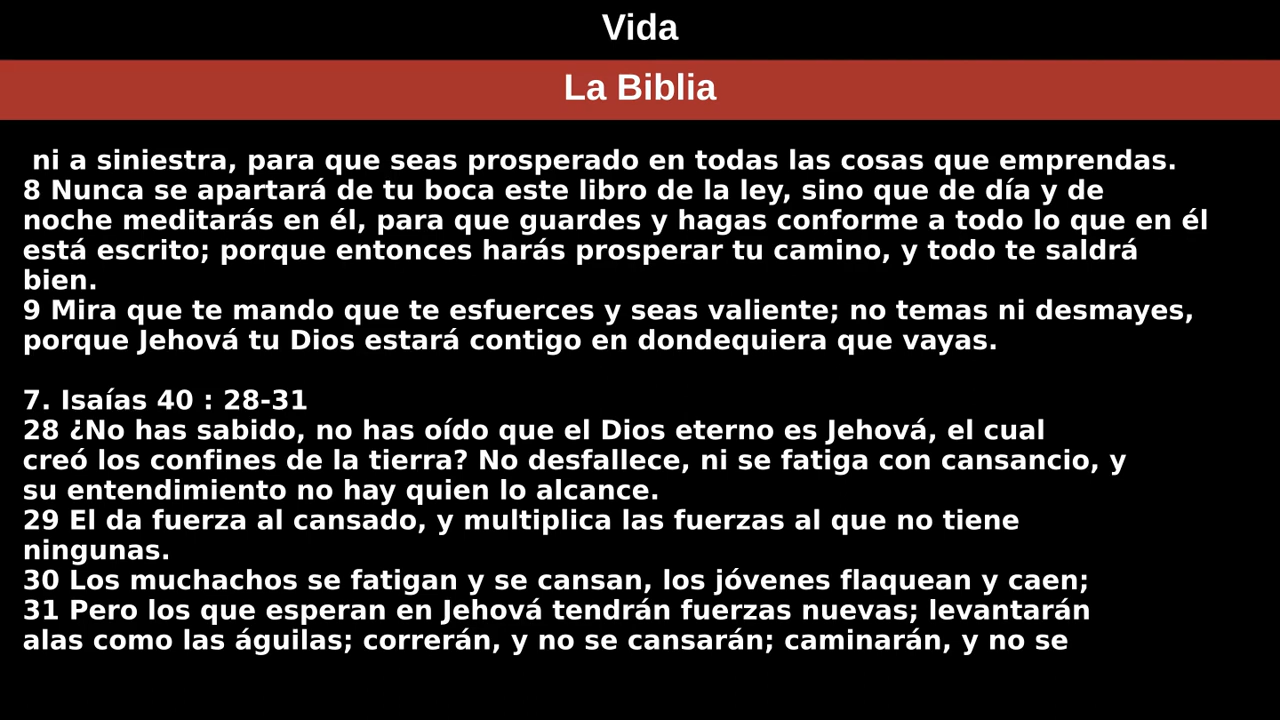 Vida
La Biblia
ni a siniestra, para que seas prosperado en todas las cosas que emprendas.
8 Nunca se apartará de tu boca este libro de la ley, sino que de día y de
noche meditarás en él, para que guardes y hagas conforme a todo lo que en él
está escrito; porque entonces harás prosperar tu camino, y todo te saldrá
bien.
9 Mira que te mando que te esfuerces y seas valiente; no temas ni desmayes,
porque Jehová tu Dios estará contigo en dondequiera que vayas.
7. Isaías 40 : 28-31
28 ¿No has sabido, no has oído que el Dios eterno es Jehová, el cual
creó los confines de la tierra? No desfallece, ni se fatiga con cansancio, y
su entendimiento no hay quien lo alcance.
29 El da fuerza al cansado, y multiplica las fuerzas al que no tiene
ningunas.
30 Los muchachos se fatigan y se cansan, los jóvenes flaquean y caen;
31 Pero los que esperan en Jehová tendrán fuerzas nuevas; levantarán
alas como las águilas; correrán, y no se cansarán; caminarán, y no se